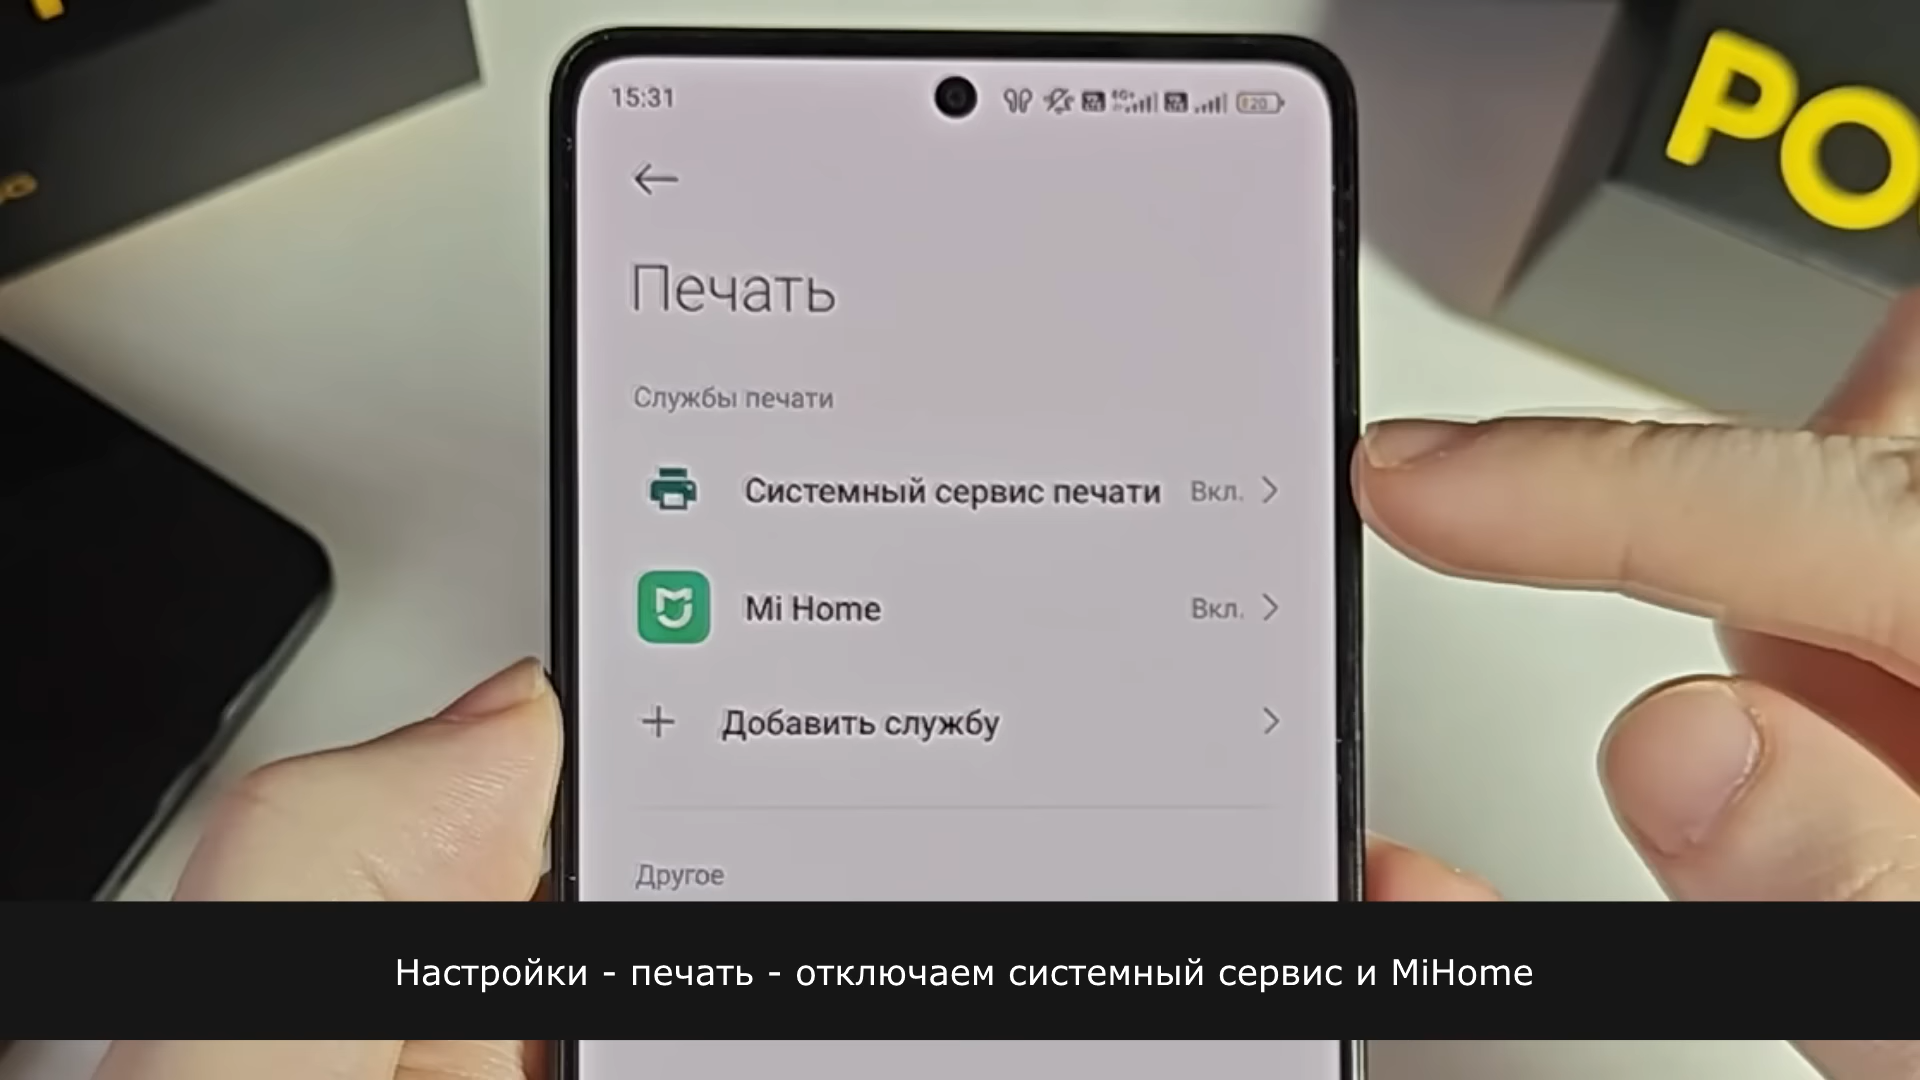 15:31
820
PO
Печать
Службы печати
Системный сервис печати Вкл.
Mi Home Вкл.
Добавить службу
Другое
Настройки - печать - отключаем системный сервис и MiHome